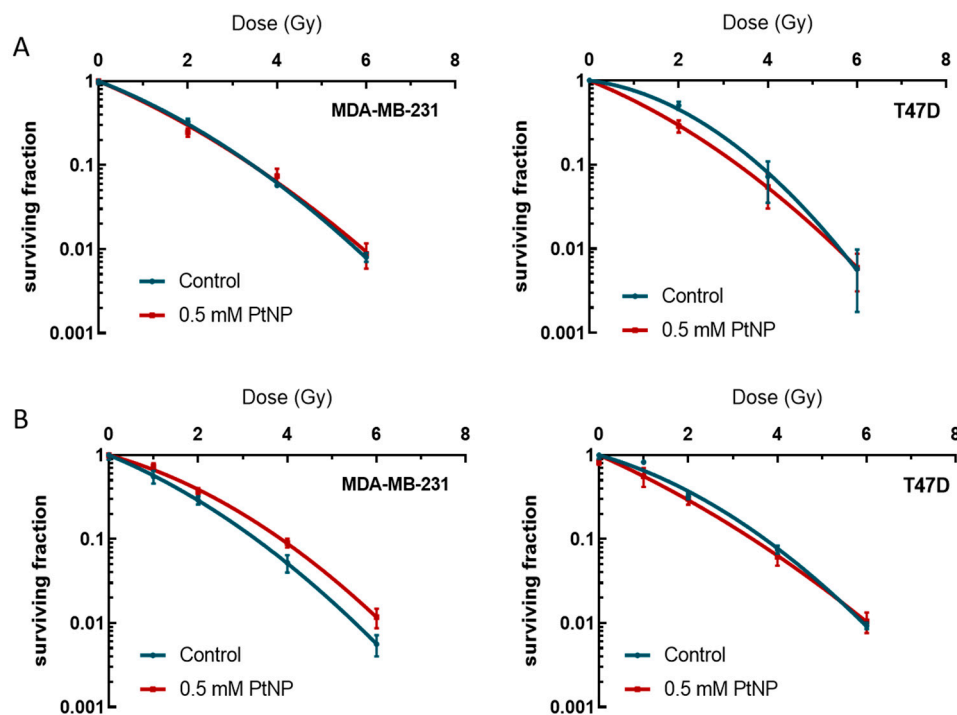 A
Dose (Gy)
0 2 4 6 8
1
0.1
0.01
0.001
surviving fraction
MDA-MB-231
Control
0.5 mM PtNP
Dose (Gy)
0 2 4 6 8
1
0.1
0.01
0.001
surviving fraction
T47D
Control
0.5 mM PtNP
B
Dose (Gy)
0 2 4 6 8
1
0.1
0.01
0.001
surviving fraction
MDA-MB-231
Control
0.5 mM PtNP
Dose (Gy)
0 2 4 6 8
1
0.1
0.01
0.001
surviving fraction
T47D
Control
0.5 mM PtNP